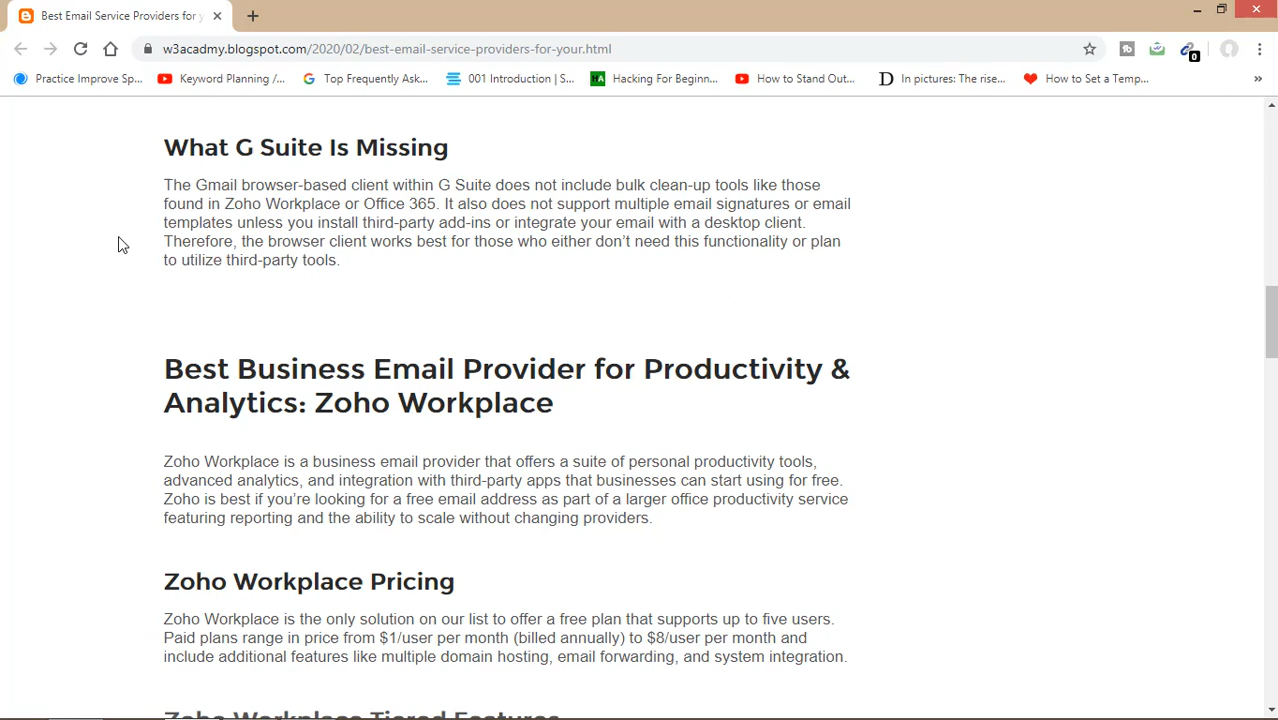 Best Email Service Providers for y
w3acadmy.blogspot.com/2020/02/best-email-service-providers-for-your.html
0
Practice Improve Sp...
Keyword Planning /...
Top Frequently Ask...
001 Introduction | S...
HA
Hacking For Beginn...
How to Stand Out...
D
In pictures: The rise...
How to Set a Temp...
»
What G Suite Is Missing
The Gmail browser-based client within G Suite does not include bulk clean-up tools like those
found in Zoho Workplace or Office 365. It also does not support multiple email signatures or email
templates unless you install third-party add-ins or integrate your email with a desktop client.
Therefore, the browser client works best for those who either don’t need this functionality or plan
to utilize third-party tools.
Best Business Email Provider for Productivity &
Analytics: Zoho Workplace
Zoho Workplace is a business email provider that offers a suite of personal productivity tools,
advanced analytics, and integration with third-party apps that businesses can start using for free.
Zoho is best if you’re looking for a free email address as part of a larger office productivity service
featuring reporting and the ability to scale without changing providers.
Zoho Workplace Pricing
Zoho Workplace is the only solution on our list to offer a free plan that supports up to five users.
Paid plans range in price from $1/user per month (billed annually) to $8/user per month and
include additional features like multiple domain hosting, email forwarding, and system integration.
Zoho Workplace Tiered Features